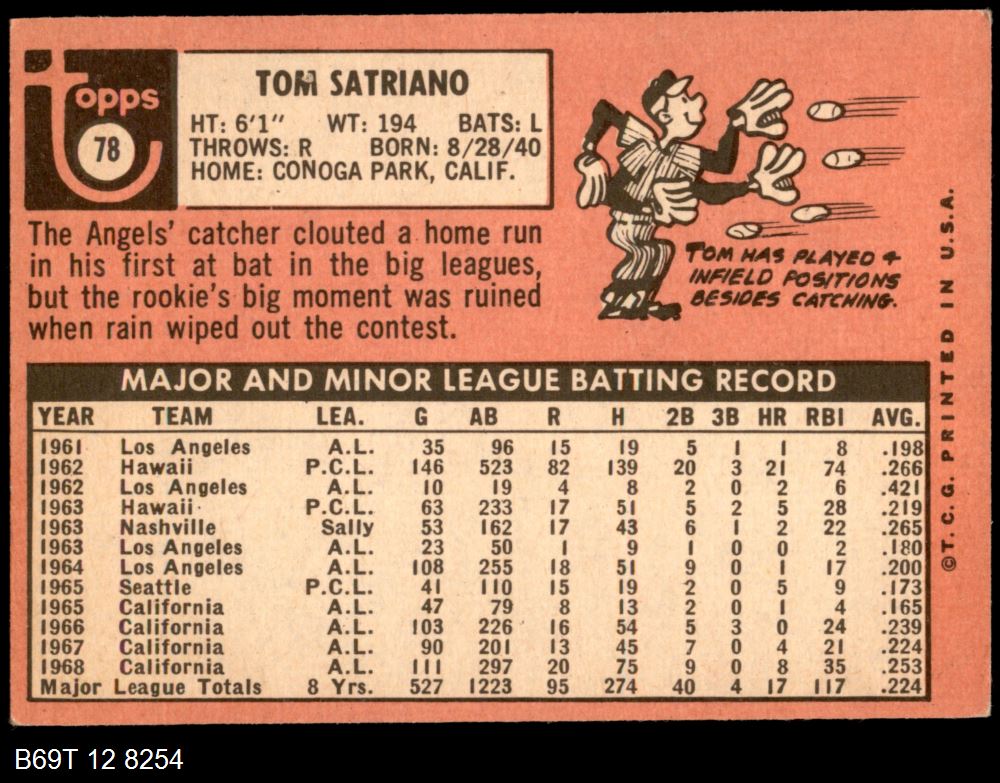 Topps
78
TOM SATRIANO
HT: 6'1" WT: 194 BATS: L
THROWS: R BORN: 8/28/40
HOME: CONOGA PARK, CALIF.
The Angels' catcher clouted a home run
in his first at bat in the big leagues,
but the rookie's big moment was ruined
when rain wiped out the contest.
TOM HAS PLAYED 4
INFIELD POSITIONS
BESIDES CATCHING.
MAJOR AND MINOR LEAGUE BATTING RECORD
YEAR TEAM LEA. G AB R H 2B 3B HR RBI AVG.
1961 Los Angeles A.L. 35 96 15 19 5 1 1 8 .198
1962 Hawaii P.C.L. 146 523 82 139 20 3 21 74 .266
1962 Los Angeles A.L. 10 19 4 8 2 0 2 6 .421
1963 Hawaii P.C.L. 63 233 17 51 5 2 5 28 .219
1963 Nashville Sally 53 162 17 43 6 1 2 22 .265
1963 Los Angeles A.L. 23 50 1 9 1 0 0 2 .180
1964 Los Angeles A.L. 108 255 18 51 9 0 1 17 .200
1965 Seattle P.C.L. 41 110 15 19 2 0 5 9 .173
1965 California A.L. 47 79 8 13 2 0 1 4 .165
1966 California A.L. 103 226 16 54 5 3 0 24 .239
1967 California A.L. 90 201 13 45 7 0 4 21 .224
1968 California A.L. 111 297 20 75 9 0 8 35 .253
Major League Totals 8 Yrs. 527 1223 95 274 40 4 17 117 .224
©T.C.G. PRINTED IN U.S.A.
B69T 12 8254